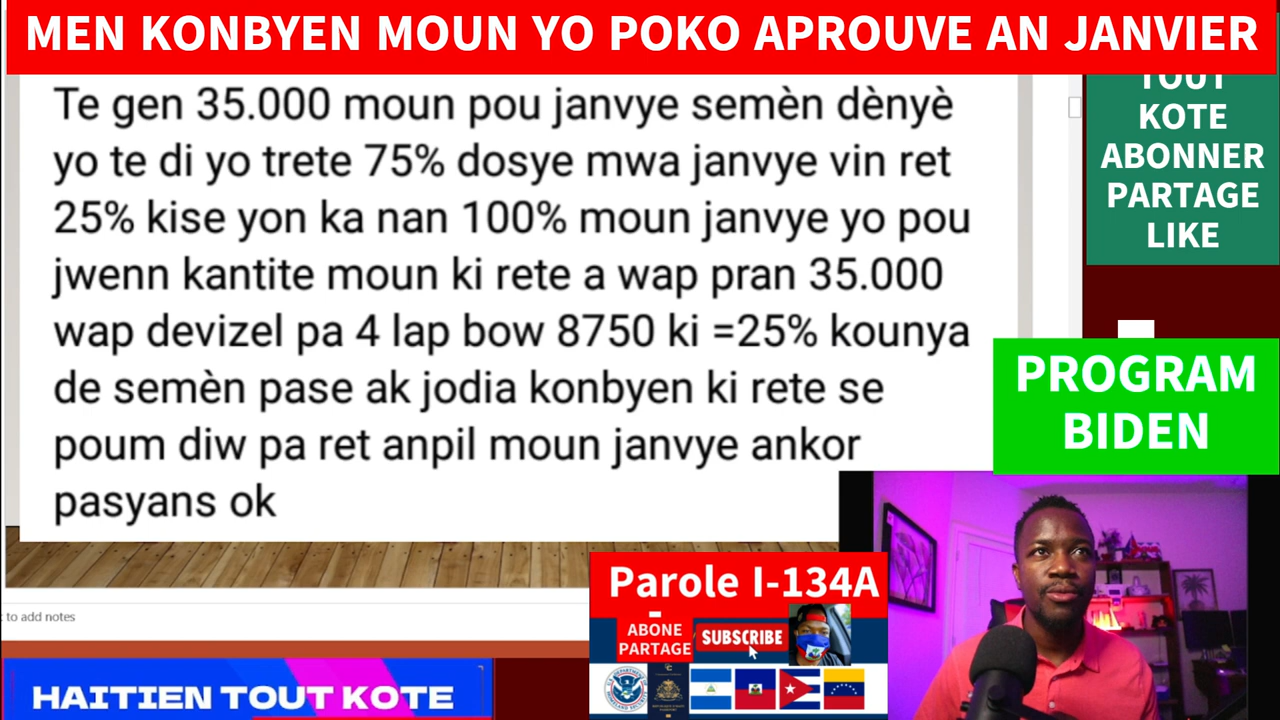 MEN KONBYEN MOUN YO POKO APROUVE AN JANVIER
Te gen 35.000 moun pou janvye semèn dènyè
yo te di yo trete 75% dosye mwa janvye vin ret
25% kise yon ka nan 100% moun janvye yo pou
jwenn kantite moun ki rete a wap pran 35.000
wap devizel pa 4 lap bow 8750 ki =25% kounya
de semèn pase ak jodia konbyen ki rete se
poum diw pa ret anpil moun janvye ankor
pasyans ok
TOUT
KOTE
ABONNER
PARTAGE
LIKE
PROGRAM
BIDEN
Parole I-134A
ABONE
PARTAGE
SUBSCRIBE
to add notes
HAITIEN TOUT KOTE